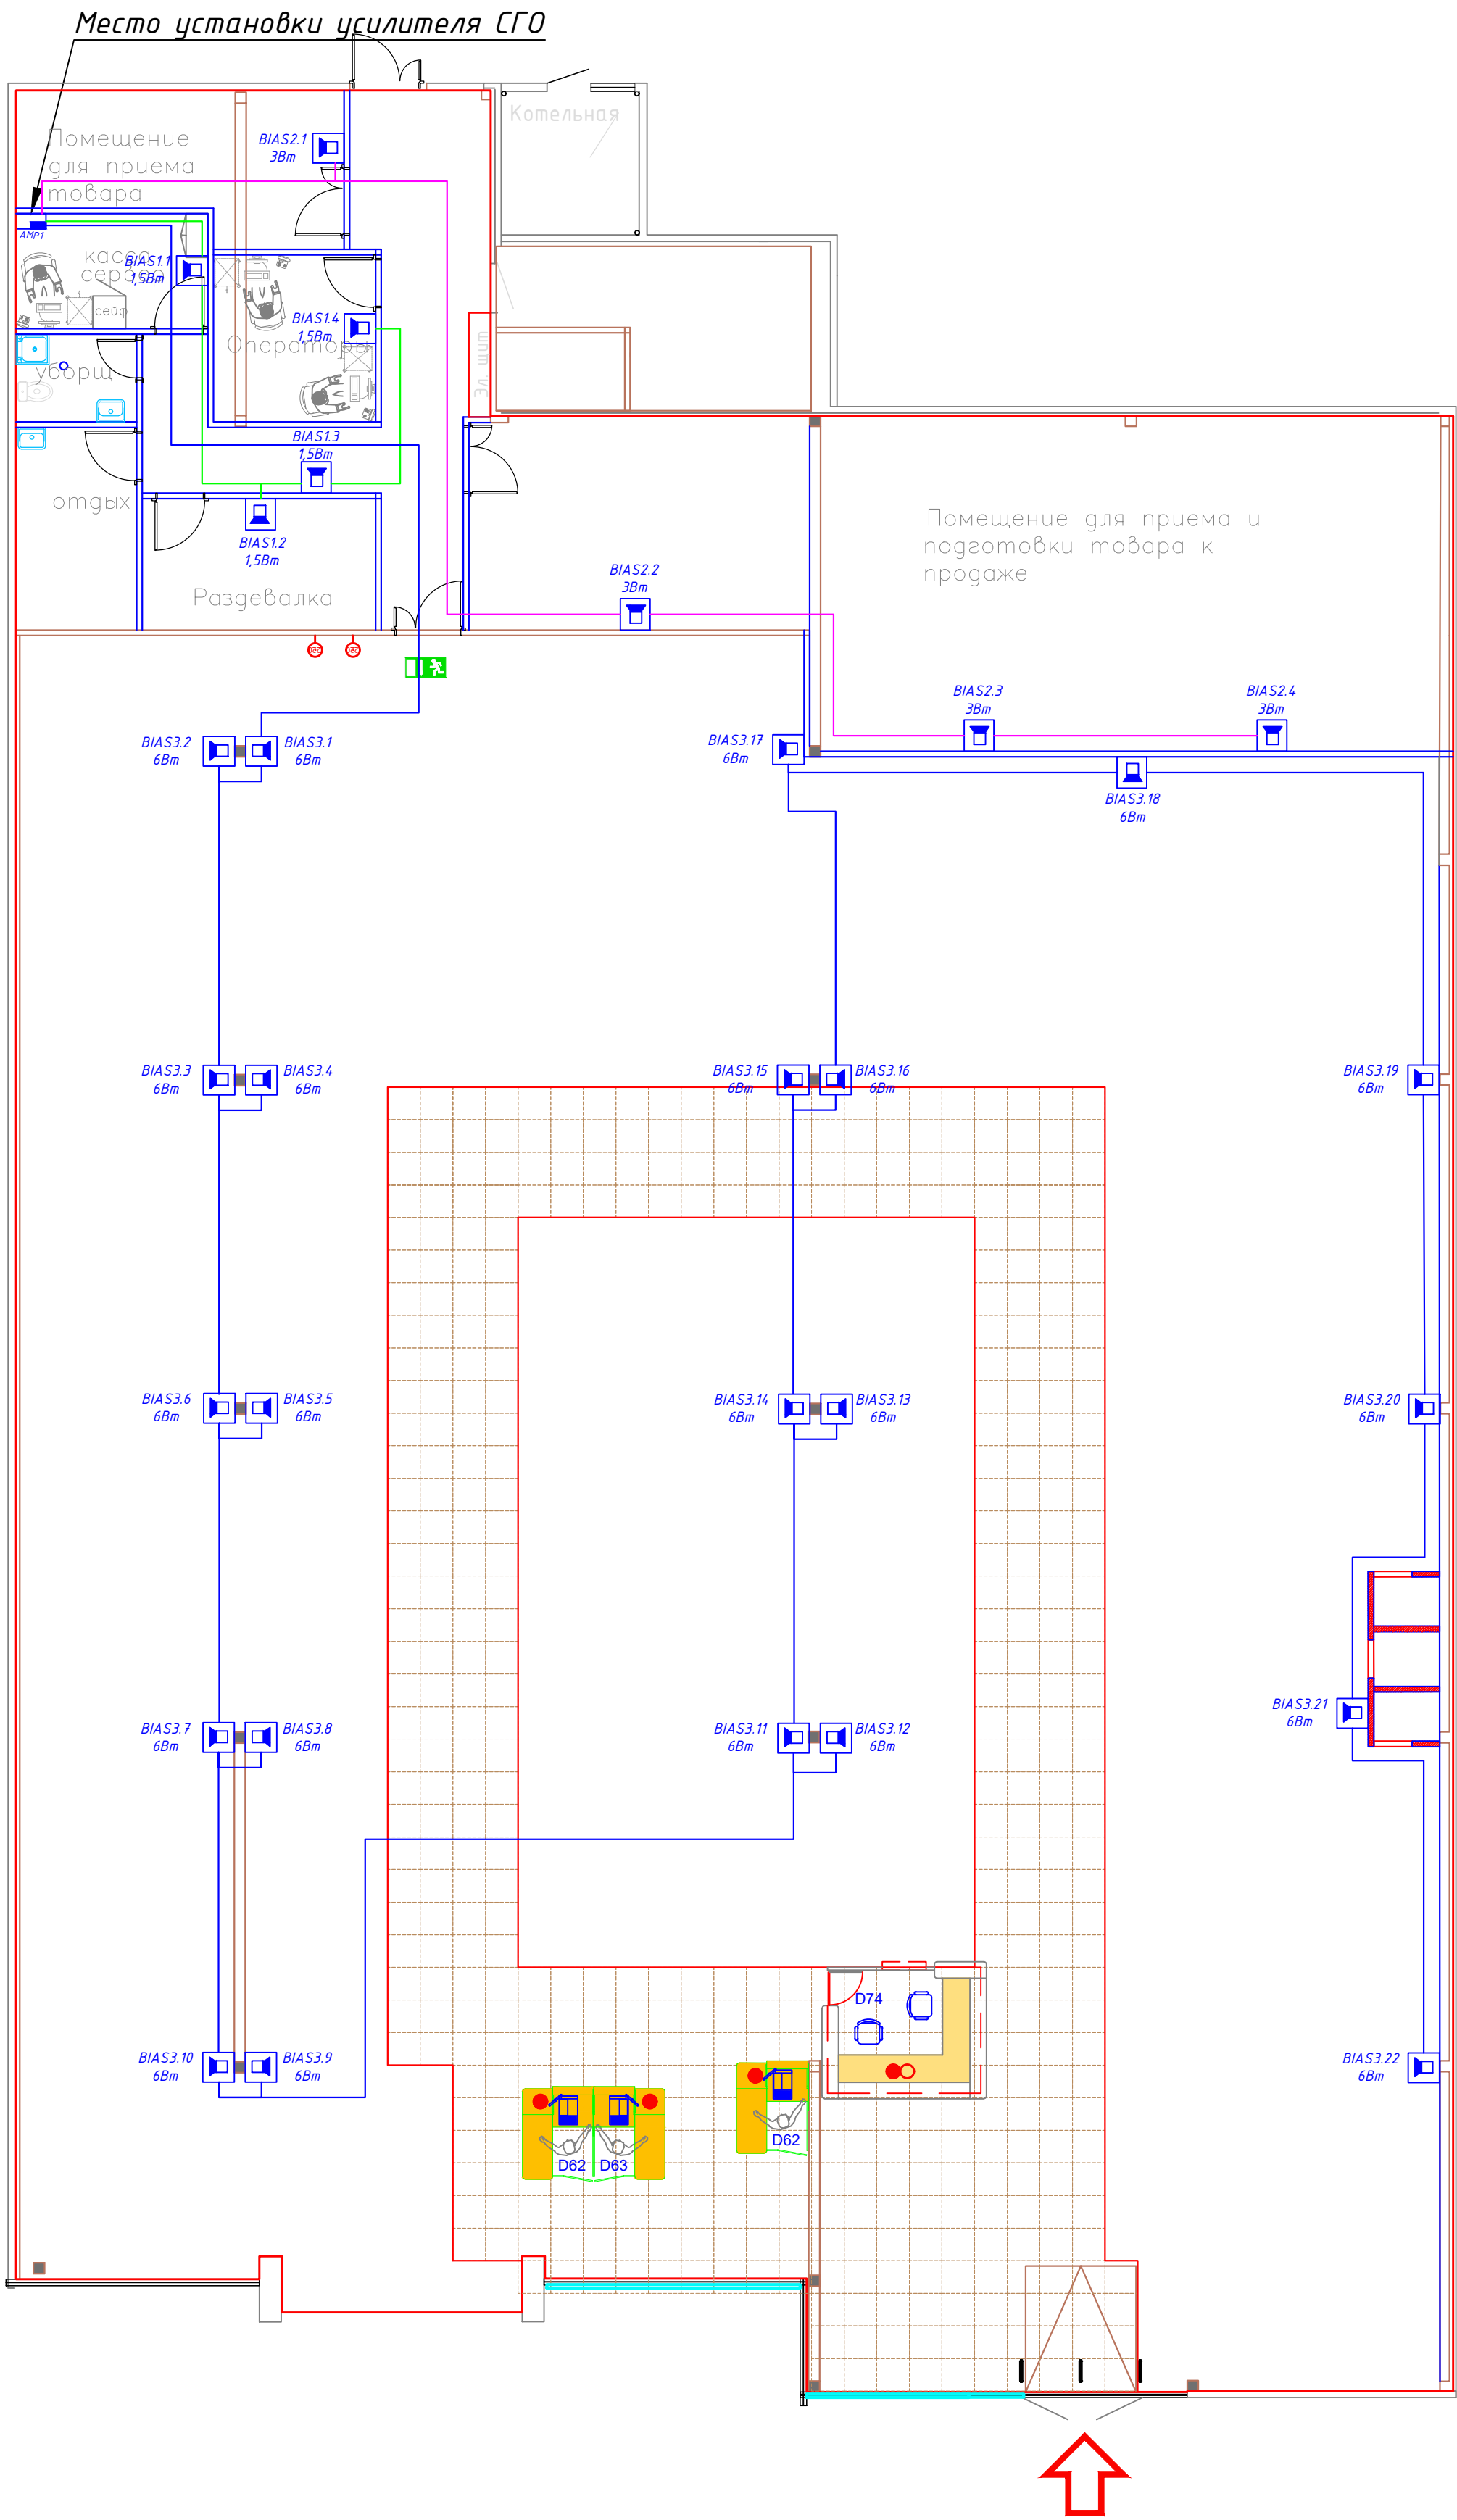 Место установки усилителя СГО
Котельная
Помещение
для приема
товара
BIAS2.1
3Вт
AMP1
касса
сервер
сейф
BIAS1.1
1,5Вт
BIAS1.4
1,5Вт
Операторы
Эл. щит
уборщ
BIAS1.3
1,5Вт
отдых
BIAS1.2
1,5Вт
Раздевалка
BIAS2.2
3Вт
Помещение для приема и
подготовки товара к
продаже
BIAS2.3
3Вт
BIAS2.4
3Вт
BIAS3.2
6Вт
BIAS3.1
6Вт
BIAS3.17
6Вт
BIAS3.18
6Вт
BIAS3.3
6Вт
BIAS3.4
6Вт
BIAS3.15
6Вт
BIAS3.16
6Вт
BIAS3.19
6Вт
BIAS3.6
6Вт
BIAS3.5
6Вт
BIAS3.14
6Вт
BIAS3.13
6Вт
BIAS3.20
6Вт
BIAS3.7
6Вт
BIAS3.8
6Вт
BIAS3.11
6Вт
BIAS3.12
6Вт
BIAS3.21
6Вт
D74
BIAS3.10
6Вт
BIAS3.9
6Вт
BIAS3.22
6Вт
D62
D62
D63